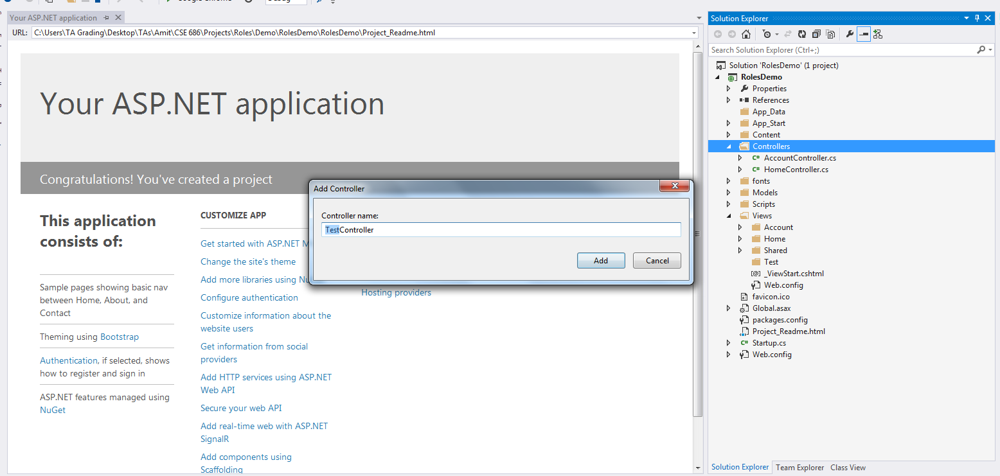 Your ASP.NET application
URL: C:\Users\TA Grading\Desktop\TAs\Amit\CSE 686\Projects\Roles\Demo\RolesDemo\RolesDemo\Project_Readme.html
Your ASP.NET application
Congratulations! You've created a project
This application
consists of:
Sample pages showing basic nav
between Home, About, and
Contact
Theming using Bootstrap
Authentication, if selected, shows
how to register and sign in
ASP.NET features managed using
NuGet
CUSTOMIZE APP
Get started with ASP.NET
Change the site's theme
Add more libraries using
Configure authentication
Customize information about the
website users
Get information from social
providers
Add HTTP services using ASP.NET
Web API
Secure your web API
Add real-time web with ASP.NET
SignalR
Add components using
Scaffolding
Hosting providers
Add Controller
Controller name:
TestController
Add
Cancel
Solution Explorer
Search Solution Explorer (Ctrl+;)
Solution 'RolesDemo' (1 project)
RolesDemo
Properties
References
App_Data
App_Start
Content
Controllers
C# AccountController.cs
C# HomeController.cs
fonts
Models
Scripts
Views
Account
Home
Shared
Test
_ViewStart.cshtml
Web.config
favicon.ico
Global.asax
packages.config
Project_Readme.html
C# Startup.cs
Web.config
Solution Explorer
Team Explorer
Class View